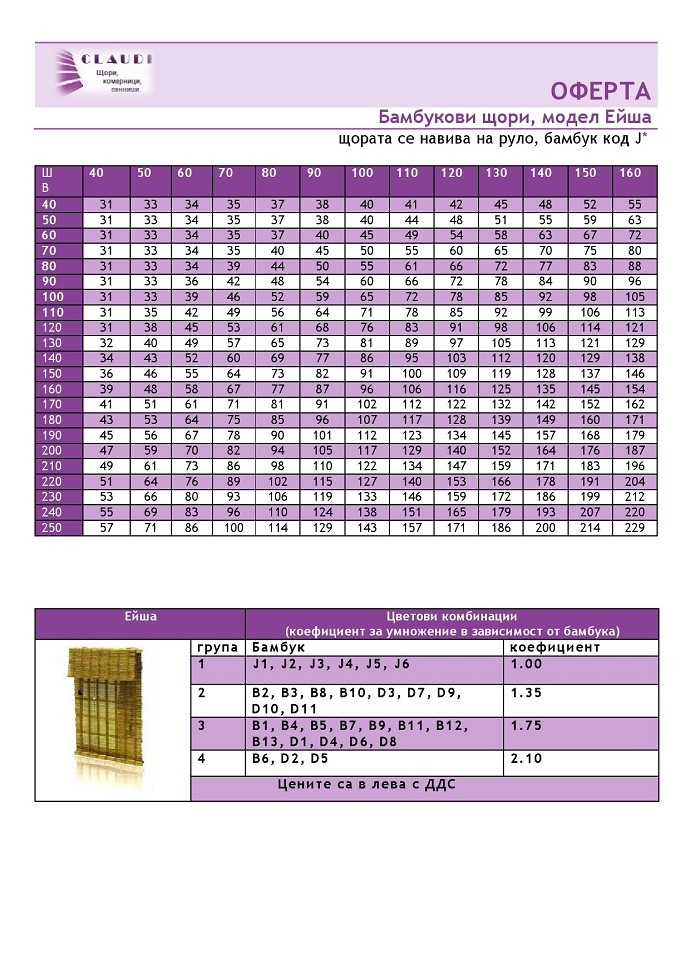 CLAUDI
Щори,
комарници,
сенници.
ОФЕРТА
Бамбукови щори, модел Ейша
щората се навива на руло, бамбук код J*
Ш 40 50 60 70 80 90 100 110 120 130 140 150 160
В
40 31 33 34 35 37 38 40 41 42 45 48 52 55
50 31 33 34 35 37 38 40 44 48 51 55 59 63
60 31 33 34 35 37 40 45 49 54 58 63 67 72
70 31 33 34 35 40 45 50 55 60 65 70 75 80
80 31 33 34 39 44 50 55 61 66 72 77 83 88
90 31 33 36 42 48 54 60 66 72 78 84 90 96
100 31 33 39 46 52 59 65 72 78 85 92 98 105
110 31 35 42 49 56 64 71 78 85 92 99 106 113
120 31 38 45 53 61 68 76 83 91 98 106 114 121
130 32 40 49 57 65 73 81 89 97 105 113 121 129
140 34 43 52 60 69 77 86 95 103 112 120 129 138
150 36 46 55 64 73 82 91 100 109 119 128 137 146
160 39 48 58 67 77 87 96 106 116 125 135 145 154
170 41 51 61 71 81 91 102 112 122 132 142 152 162
180 43 53 64 75 85 96 107 117 128 139 149 160 171
190 45 56 67 78 90 101 112 123 134 145 157 168 179
200 47 59 70 82 94 105 117 129 140 152 164 176 187
210 49 61 73 86 98 110 122 134 147 159 171 183 196
220 51 64 76 89 102 115 127 140 153 166 178 191 204
230 53 66 80 93 106 119 133 146 159 172 186 199 212
240 55 69 83 96 110 124 138 151 165 179 193 207 220
250 57 71 86 100 114 129 143 157 171 186 200 214 229
Ейша Цветови комбинации
(коефициент за умножение в зависимост от бамбука)
група Бамбук коефициент
1 J1, J2, J3, J4, J5, J6 1.00
2 B2, B3, B8, B10, D3, D7, D9, 1.35
D10, D11
3 B1, B4, B5, B7, B9, B11, B12, 1.75
B13, D1, D4, D6, D8
4 B6, D2, D5 2.10
Цените са в лева с ДДС